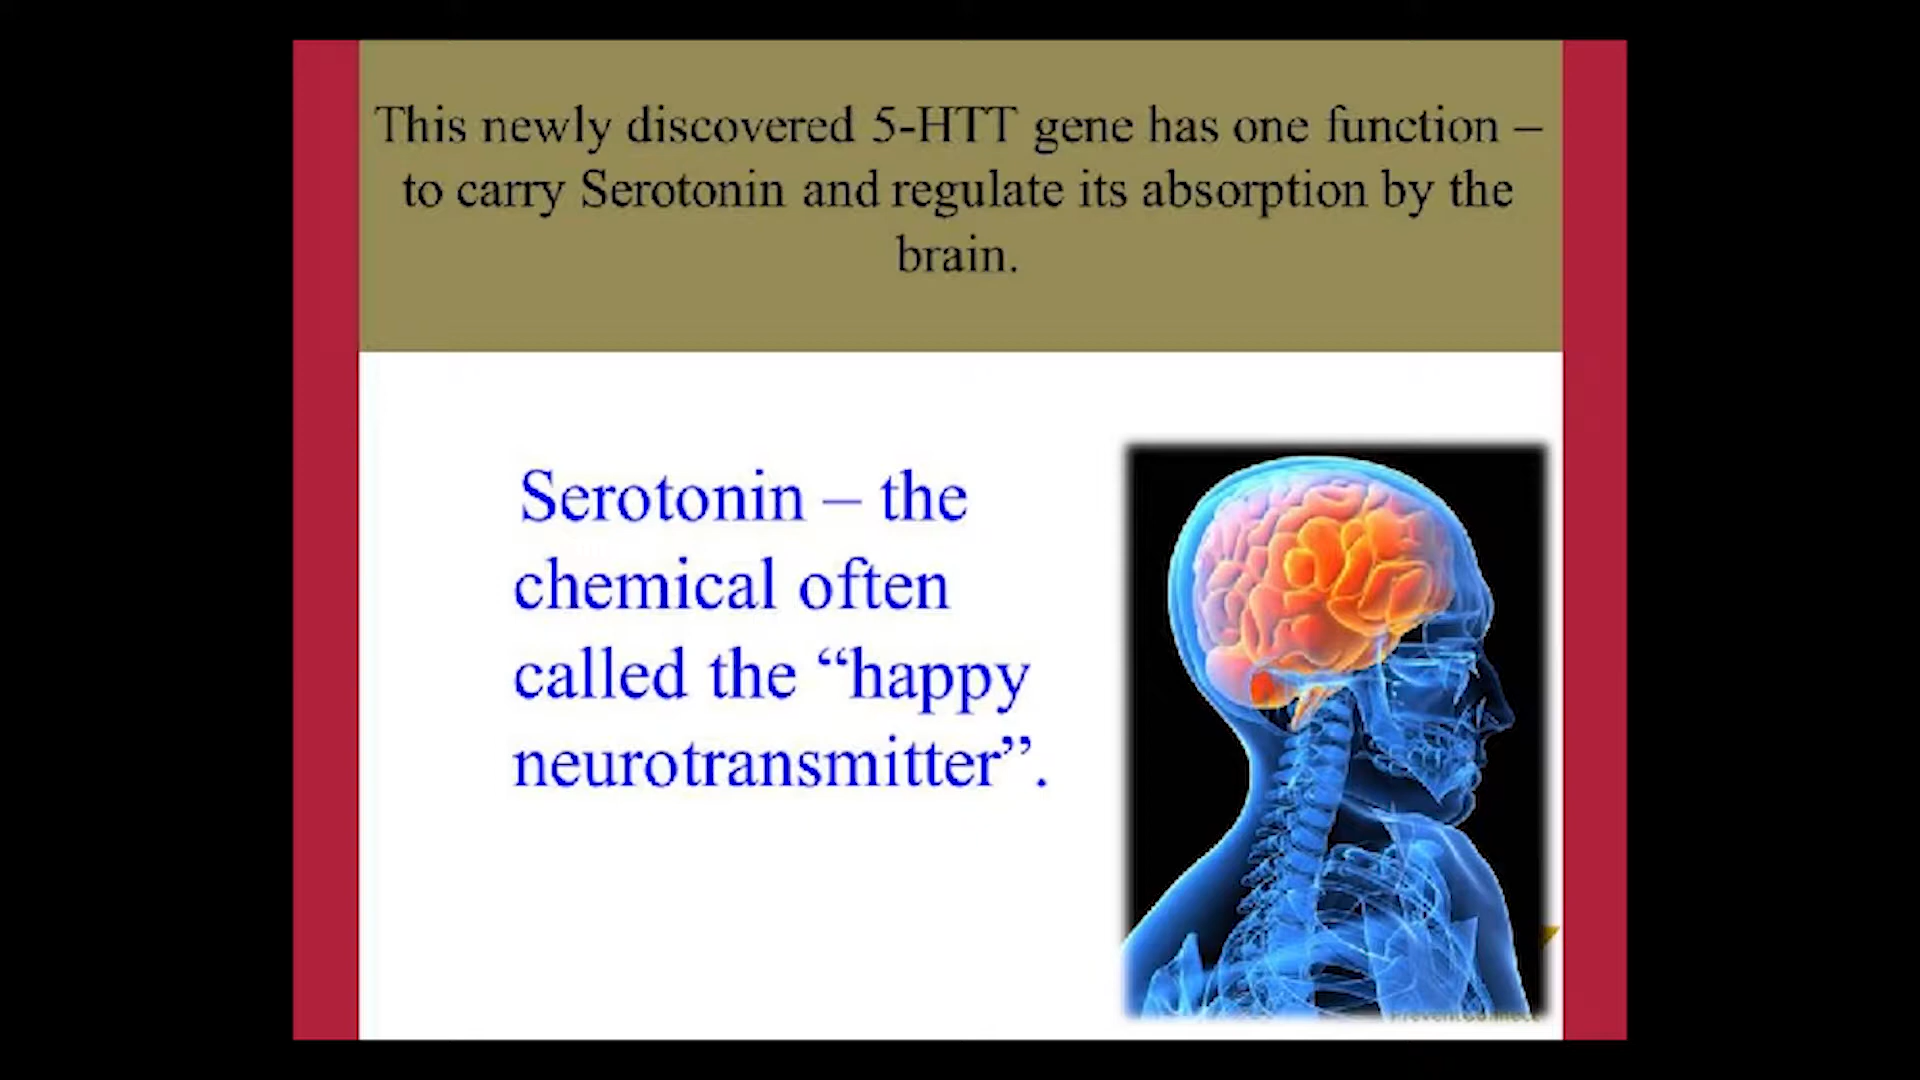 This newly discovered 5-HTT gene has one function –
to carry Serotonin and regulate its absorption by the
brain.
Serotonin – the
chemical often
called the “happy
neurotransmitter”.